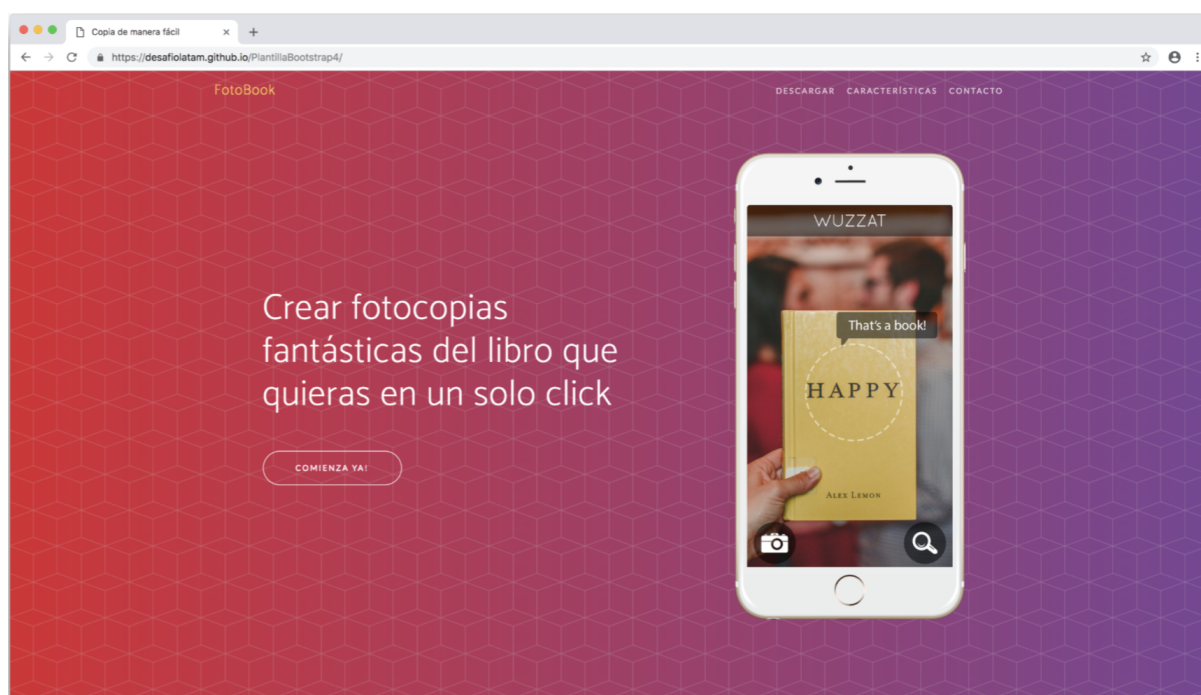 Copia de manera fácil
https://desafiolatam.github.io/PlantillaBootstrap4/
FotoBook
DESCARGAR CARACTERÍSTICAS CONTACTO
WUZZAT
That's a book!
HAPPY
ALEX LEMON
Crear fotocopias
fantásticas del libro que
quieras en un solo click
COMIENZA YA!